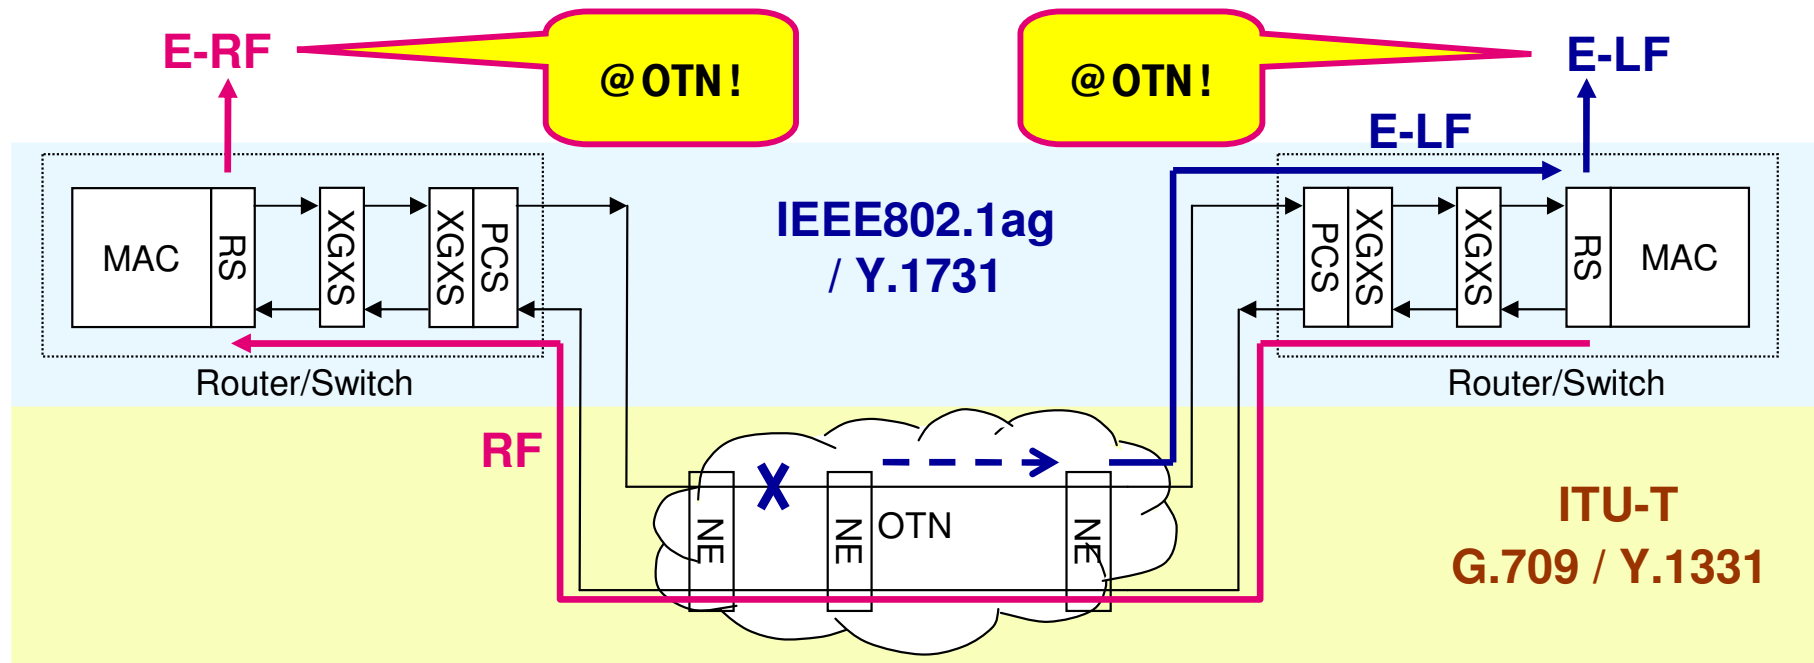 E-RF
@OTN!
@OTN!
E-LF
E-LF
MAC
RS
XGXS
XGXS
PCS
IEEE802.1ag
/ Y.1731
PCS
XGXS
XGXS
RS
MAC
Router/Switch
Router/Switch
RF
NE
NE
OTN
NE
ITU-T
G.709 / Y.1331